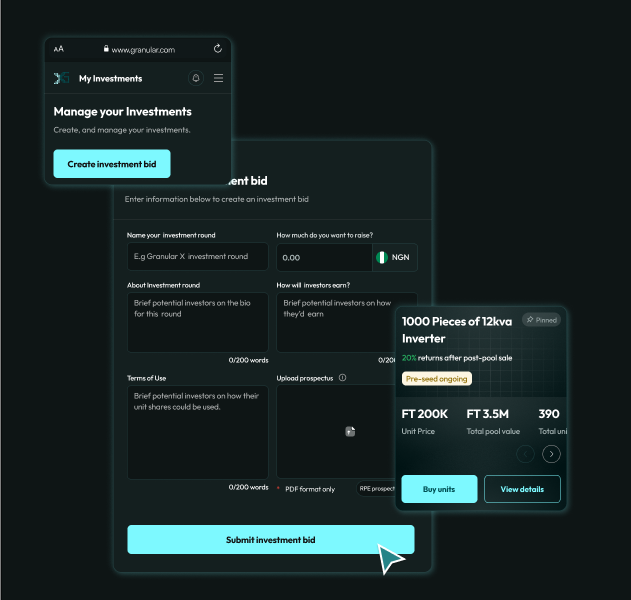 AA
www.granular.com
My Investments
Manage your Investments
Create, and manage your investments.
Create investment bid
bid
Enter information below to create an investment bid
Name your investment round
E.g Granular X investment round
How much do you want to raise?
0.00
NGN
About Investment round
Brief potential investors on the bio
for this round
0/200 words
How will investors earn?
Brief potential investors on how
they'd earn
0/200
Terms of Use
Brief potential investors on how their
unit shares could be used.
0/200 words
Upload prospectus
* PDF format only
RPE prospect
Submit investment bid
1000 Pieces of 12kva
Inverter
Pinned
20% returns after post-pool sale
Pre-seed ongoing
FT 200K
Unit Price
FT 3.5M
Total pool value
390
Total uni
Buy units
View details